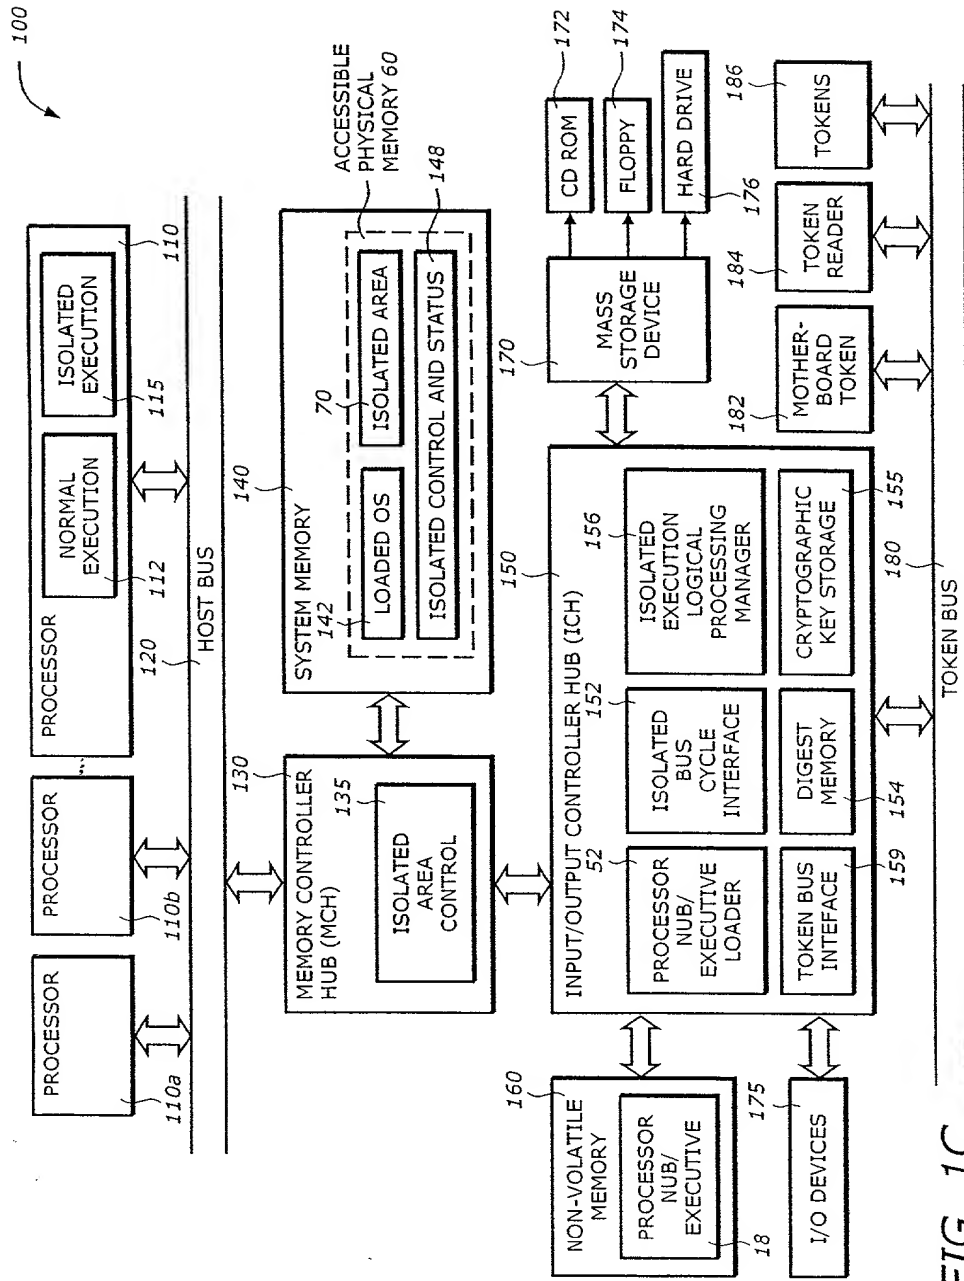 100
PROCESSOR
110a
PROCESSOR
110b
PROCESSOR
NORMAL
EXECUTION
112
ISOLATED
EXECUTION
115
110
120
HOST BUS
MEMORY CONTROLLER
HUB (MCH)
130
135
ISOLATED
AREA
CONTROL
SYSTEM MEMORY
140
142
LOADED OS
70
ISOLATED AREA
ISOLATED CONTROL AND STATUS
148
ACCESSIBLE
PHYSICAL
MEMORY 60
INPUT/OUTPUT CONTROLLER HUB (ICH)
150
52
PROCESSOR
NUB/
EXECUTIVE
LOADER
152
ISOLATED
BUS
CYCLE
INTERFACE
156
ISOLATED
EXECUTION
LOGICAL
PROCESSING
MANAGER
TOKEN BUS
INTEFACE
159
DIGEST
MEMORY
154
CRYPTOGRAPHIC
KEY STORAGE
155
NON-VOLATILE
MEMORY
160
PROCESSOR
NUB/
EXECUTIVE
18
I/O DEVICES
175
170
MASS
STORAGE
DEVICE
CD ROM
172
FLOPPY
174
HARD DRIVE
176
182
MOTHER-
BOARD
TOKEN
184
TOKEN
READER
186
TOKENS
180
TOKEN BUS
FIG. 1C